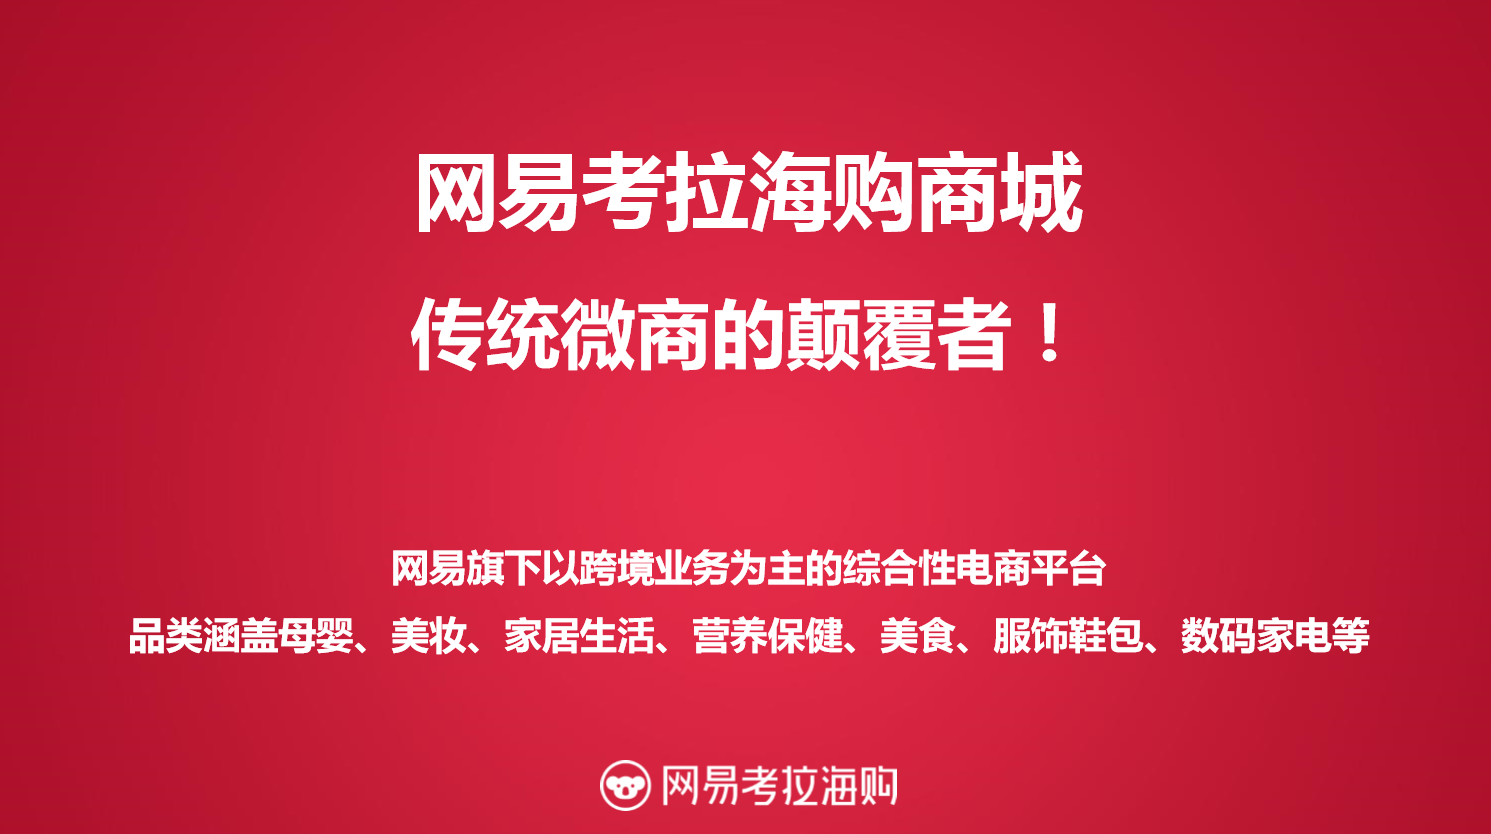 网易考拉海购商城
传统微商的颠覆者！
网易旗下以跨境业务为主的综合性电商平台
品类涵盖母婴、美妆、家居生活、营养保健、美食、服饰鞋包、数码家电等
网易考拉海购